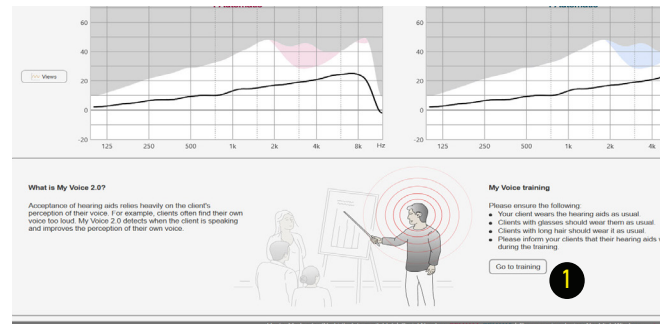 60
40
20
0
-20
125 250 500 1k 2k 4k 8k Hz
60
40
20
0
-20
125 250 500 1k 2k 4k
Views
What is My Voice 2.0?
Acceptance of hearing aids relies heavily on the client's
perception of their voice. For example, clients often find their own
voice too loud. My Voice 2.0 detects when the client is speaking
and improves the perception of their own voice.
My Voice training
Please ensure the following:
• Your client wears the hearing aids as usual.
• Clients with glasses should wear them as usual.
• Clients with long hair should wear it as usual.
• Please inform your clients that their hearing aids
during the training.
Go to training
1